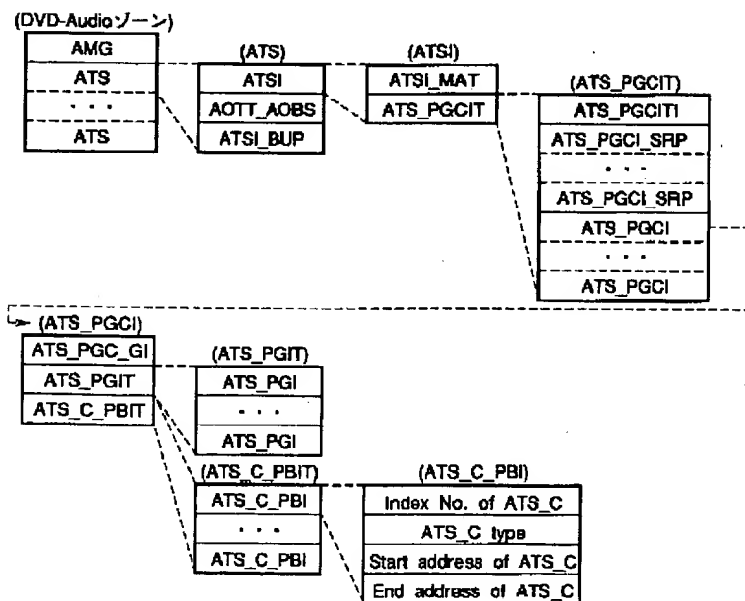 (DVD-Audioゾーン)
AMG
ATS
・・・
ATS
(ATS)
ATSI
AOTT_AOBS
ATSI_BUP
(ATSI)
ATSI_MAT
ATS_PGCIT
(ATS_PGCIT)
ATS_PGCITI
ATS_PGCI_SRP
・・・
ATS_PGCI_SRP
ATS_PGCI
・・・
ATS_PGCI
(ATS_PGCI)
ATS_PGC_GI
ATS_PGIT
ATS_C_PBIT
(ATS_PGIT)
ATS_PGI
・・・
ATS_PGI
(ATS_C_PBIT)
ATS_C_PBI
・・・
ATS_C_PBI
(ATS_C_PBI)
Index No. of ATS_C
ATS_C type
Start address of ATS_C
End address of ATS_C